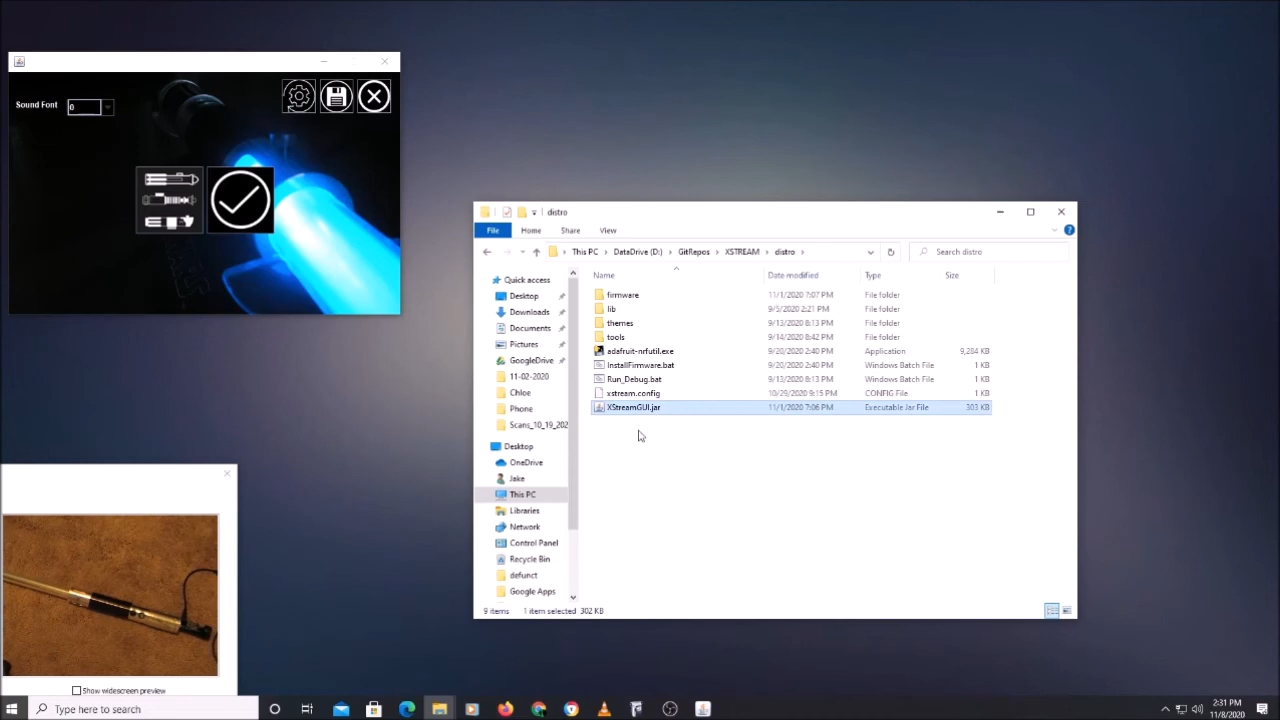 Sound Font 0
distro
File Home Share View
This PC DataDrive (D:) GitRepos XSTREAM distro Search distro
Name Date modified Type Size
Quick access
Desktop
Downloads
Documents
Pictures
GoogleDrive
11-02-2020
Chloe
Phone
Scans_10_19_202
Desktop
OneDrive
Jake
This PC
Libraries
Network
Control Panel
Recycle Bin
defunct
Google Apps
firmware 11/1/2020 7:07 PM File folder
lib 9/5/2020 2:21 PM File folder
themes 9/13/2020 8:13 PM File folder
tools 9/14/2020 8:42 PM File folder
adafruit-nrfutil.exe 9/20/2020 2:40 PM Application 9,284 KB
InstallFirmware.bat 9/20/2020 2:40 PM Windows Batch File 1 KB
Run_Debug.bat 9/13/2020 8:13 PM Windows Batch File 1 KB
xstream.config 10/29/2020 9:15 PM CONFIG File 1 KB
XStreamGUI.jar 11/1/2020 7:06 PM Executable Jar File 303 KB
9 items 1 item selected 302 KB
Show widescreen preview
Type here to search
2:31 PM
11/8/2020